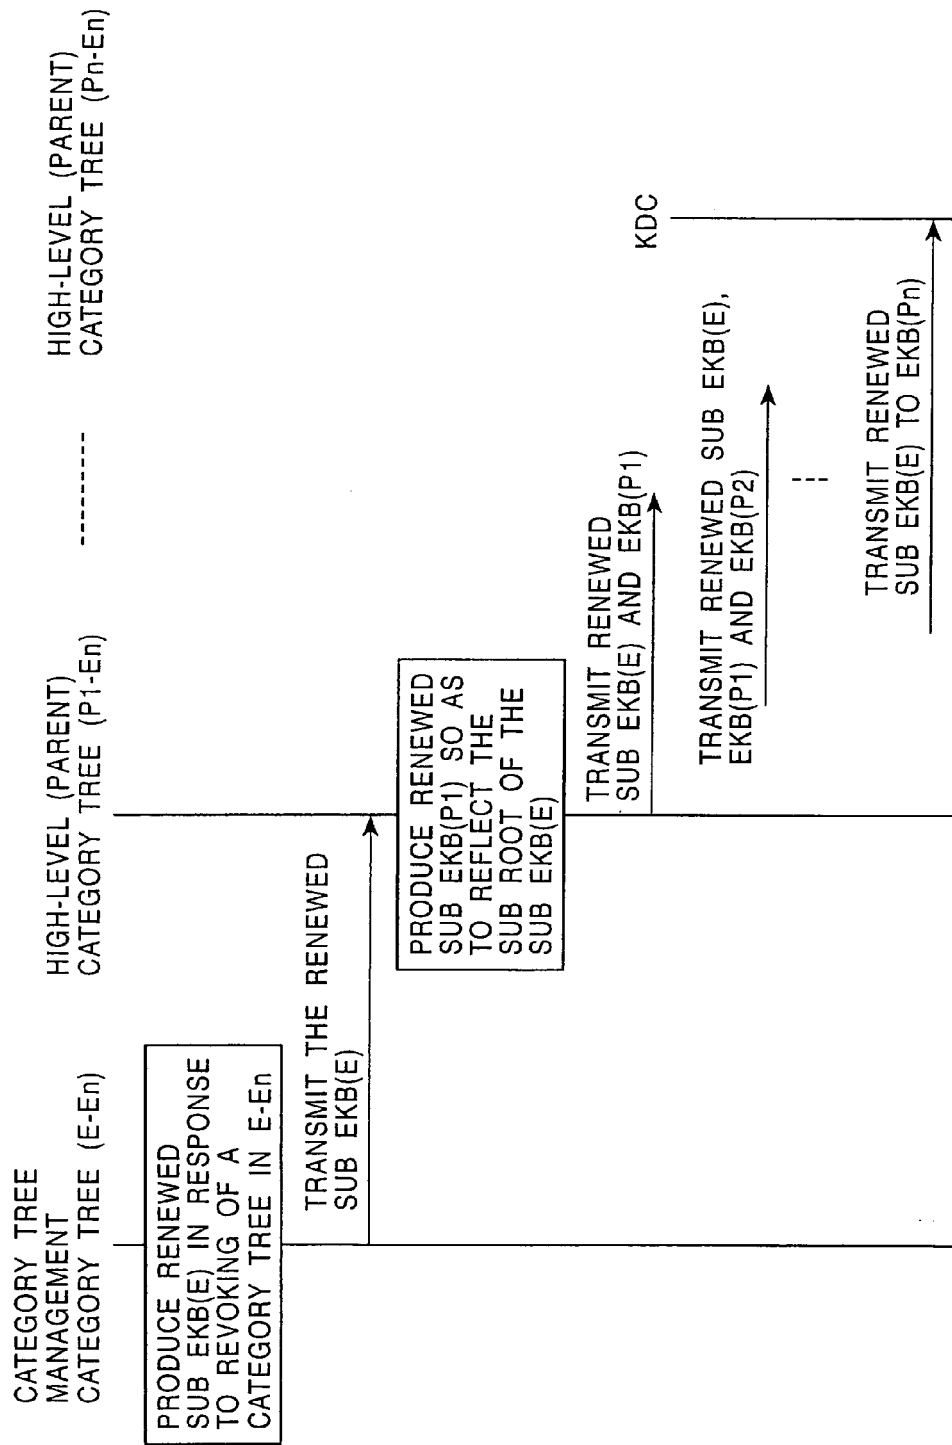 CATEGORY TREE
MANAGEMENT
CATEGORY TREE (E-En)
HIGH-LEVEL (PARENT)
CATEGORY TREE (P1-En)
---------
HIGH-LEVEL (PARENT)
CATEGORY TREE (Pn-En)
PRODUCE RENEWED
SUB EKB(E) IN RESPONSE
TO REVOKING OF A
CATEGORY TREE IN E-En
TRANSMIT THE RENEWED
SUB EKB(E)
PRODUCE RENEWED
SUB EKB(P1) SO AS
TO REFLECT THE
SUB ROOT OF THE
SUB EKB(E)
TRANSMIT RENEWED
SUB EKB(E) AND EKB(P1)
KDC
TRANSMIT RENEWED SUB EKB(E),
EKB(P1) AND EKB(P2)
---
TRANSMIT RENEWED
SUB EKB(E) TO EKB(Pn)